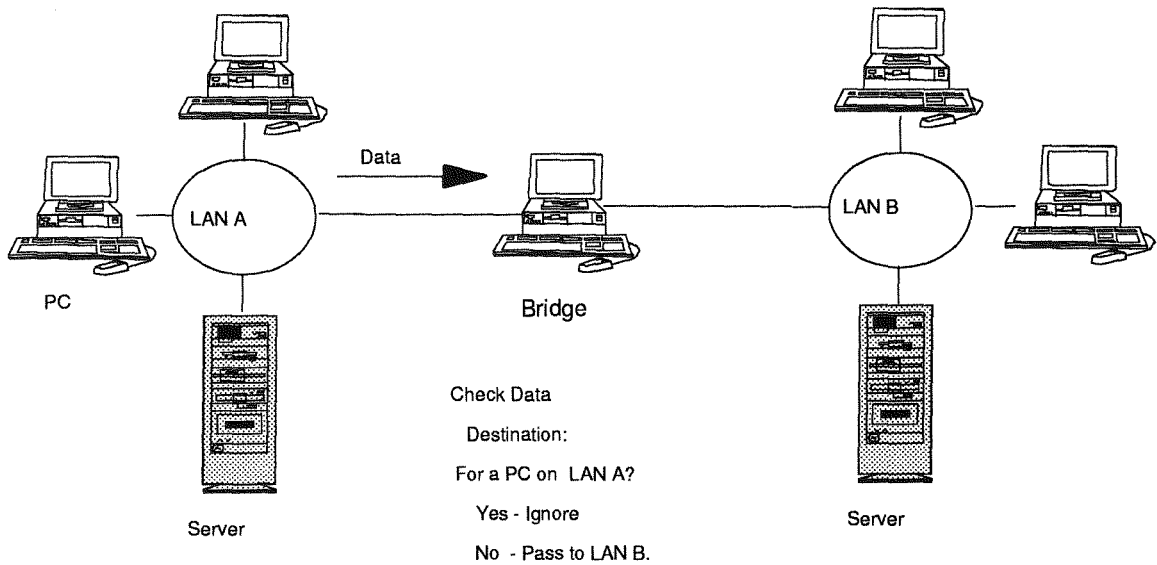 Data
LAN A
LAN B
PC
Bridge
Server
Check Data
Destination:
For a PC on LAN A?
Yes - Ignore
No - Pass to LAN B.
Server